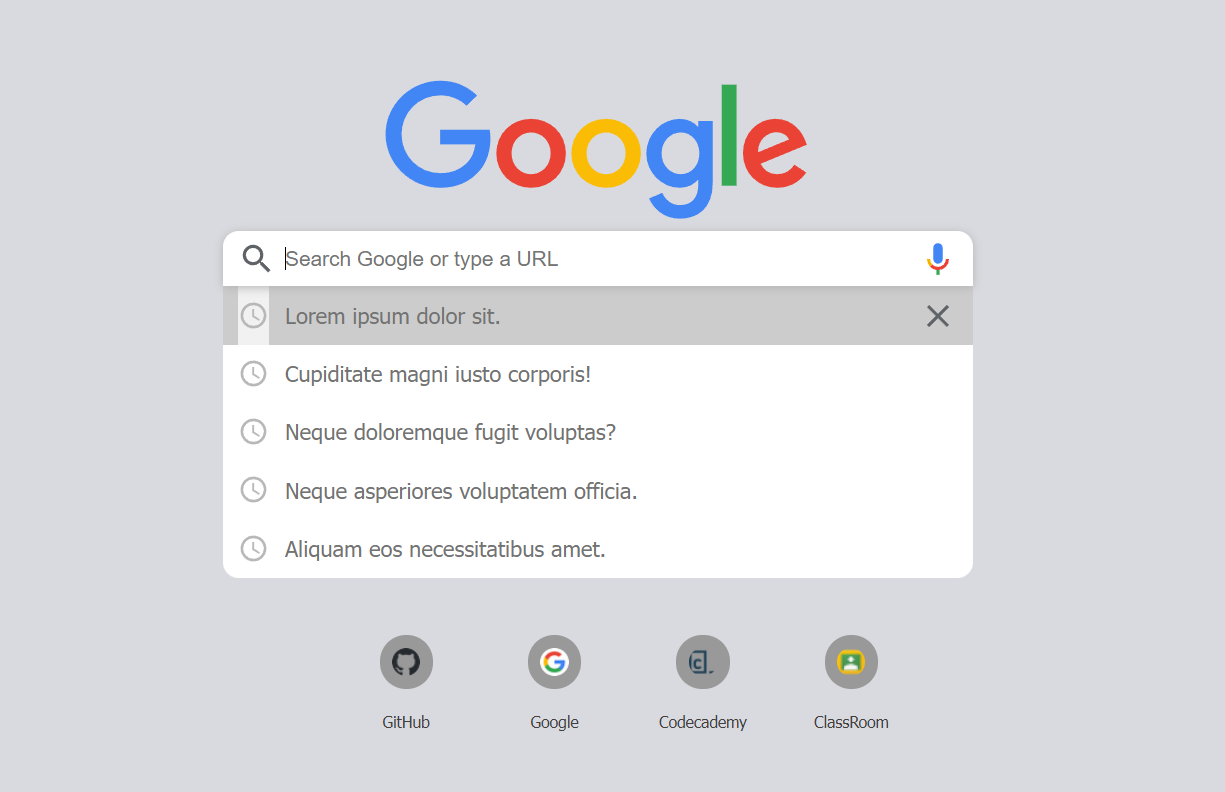 Google
Search Google or type a URL
Lorem ipsum dolor sit.
Cupiditate magni iusto corporis!
Neque doloremque fugit voluptas?
Neque asperiores voluptatem officia.
Aliquam eos necessitatibus amet.
GitHub
Google
Codecademy
ClassRoom